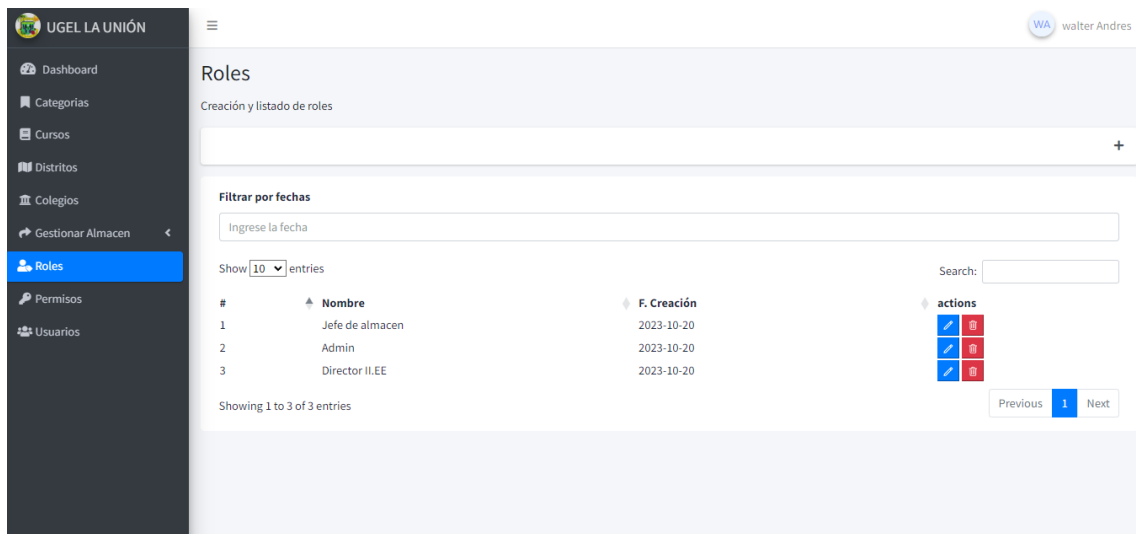 UGEL LA UNIÓN
WA walter Andres
Dashboard
Categorias
Cursos
Distritos
Colegios
Gestionar Almacen
Roles
Permisos
Usuarios
Roles
Creación y listado de roles
Filtrar por fechas
Ingrese la fecha
Show 10 entries
Search:
# Nombre F. Creación actions
1 Jefe de almacen 2023-10-20
2 Admin 2023-10-20
3 Director II.EE 2023-10-20
Showing 1 to 3 of 3 entries
Previous 1 Next